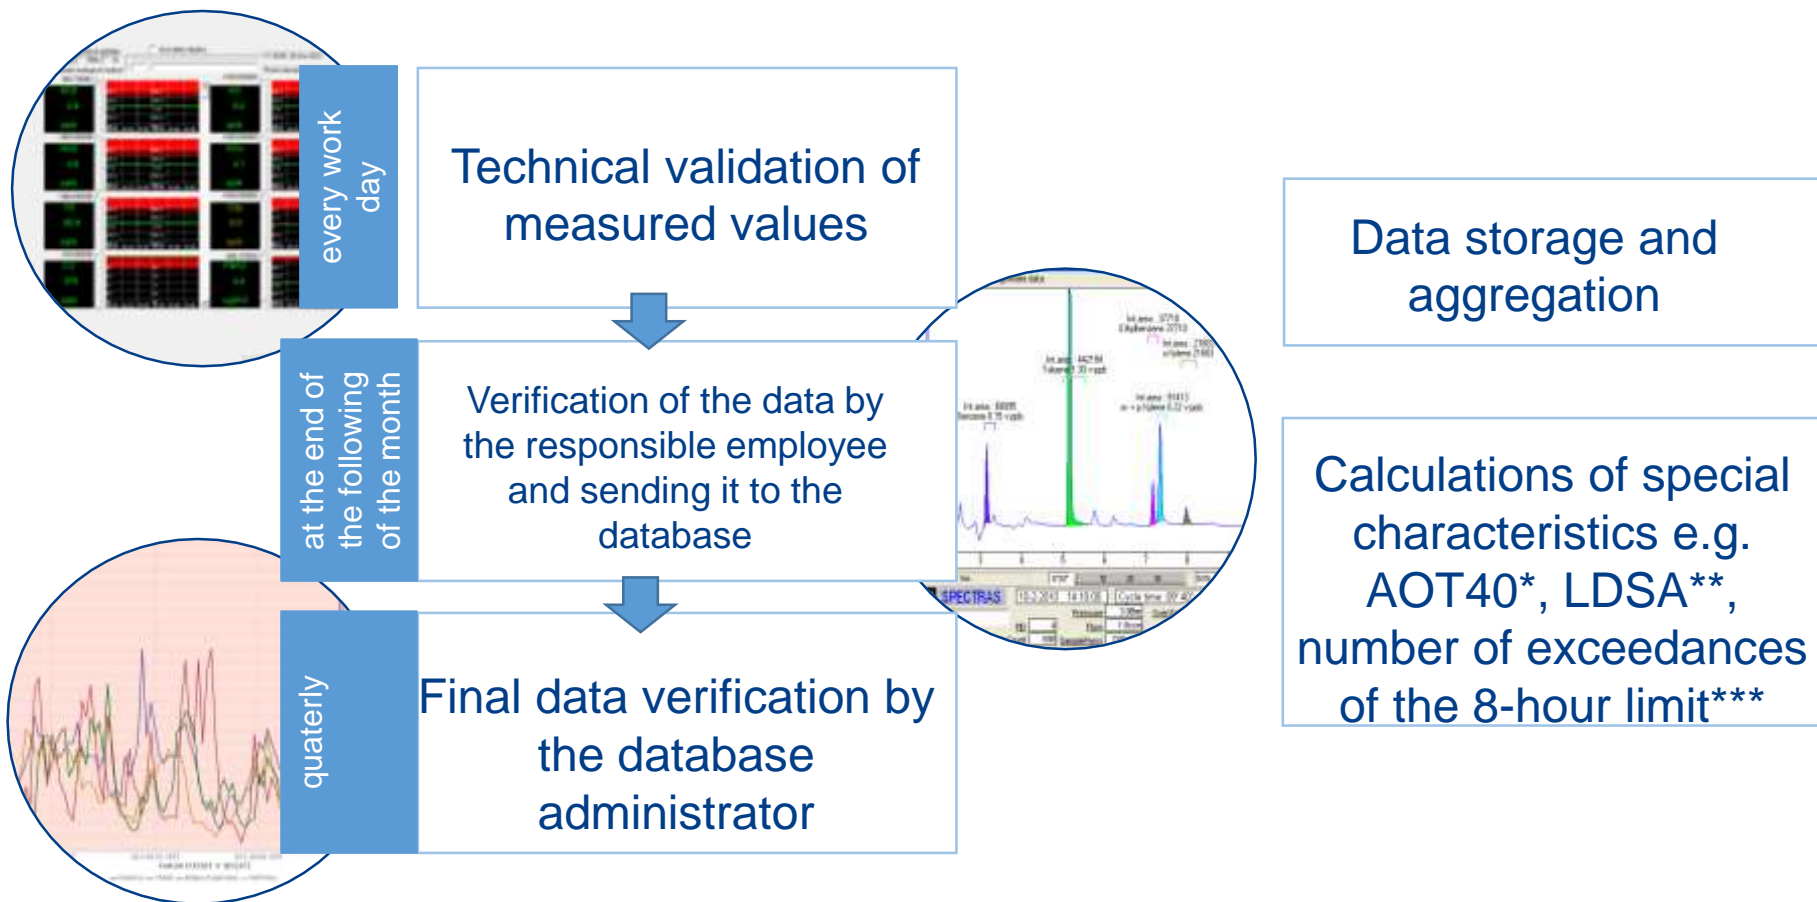 every work
day
Technical validation of
measured values
at the end of
the following
of the month
Verification of the data by
the responsible employee
and sending it to the
database
quaterly
Final data verification by
the database
administrator
SPECTRAS
Data storage and
aggregation
Calculations of special
characteristics e.g.
AOT40*, LDSA**,
number of exceedances
of the 8-hour limit***